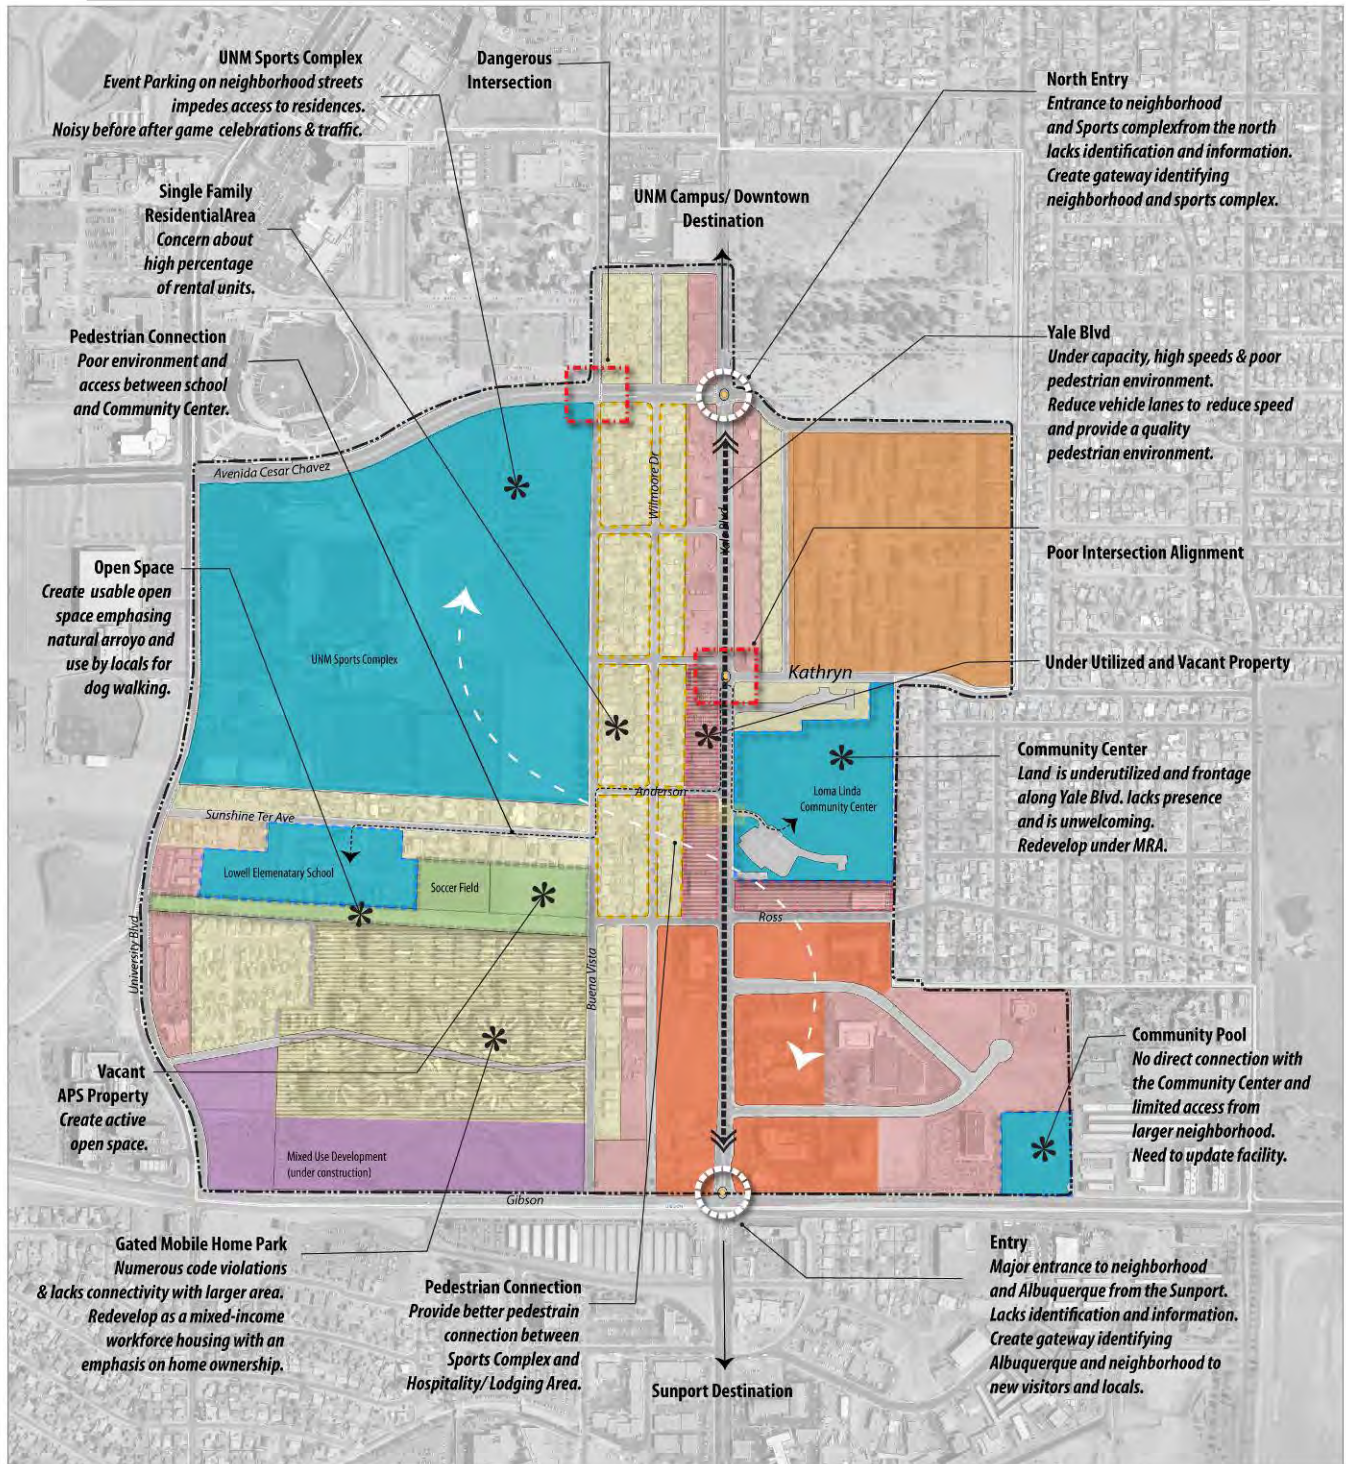 UNM Sports Complex
Event Parking on neighborhood streets
impedes access to residences.
Noisy before after game celebrations & traffic.
Dangerous
Intersection
North Entry
Entrance to neighborhood
and Sports complexfrom the north
lacks identification and information.
Create gateway identifying
neighborhood and sports complex.
Single Family
ResidentialArea
Concern about
high percentage
of rental units.
UNM Campus/ Downtown
Destination
Pedestrian Connection
Poor environment and
access between school
and Community Center.
Yale Blvd
Under capacity, high speeds & poor
pedestrian environment.
Reduce vehicle lanes to reduce speed
and provide a quality
pedestrian environment.
Avenida Cesar Chavez
Wilmoore Dr
Yale Blvd
Poor Intersection Alignment
Open Space
Create usable open
space emphasing
natural arroyo and
use by locals for
dog walking.
UNM Sports Complex
Kathryn
Under Utilized and Vacant Property
Community Center
Land is underutilized and frontage
along Yale Blvd. lacks presence
and is unwelcoming.
Redevelop under MRA.
Loma Linda
Community Center
Anderson
Sunshine Ter Ave
Lowell Elemenatary School
Soccer Field
Ross
University Blvd
Buena Vista
Vacant
APS Property
Create active
open space.
Community Pool
No direct connection with
the Community Center and
limited access from
larger neighborhood.
Need to update facility.
Mixed Use Development
(under construction)
Gibson
Gated Mobile Home Park
Numerous code violations
& lacks connectivity with larger area.
Redevelop as a mixed-income
workforce housing with an
emphasis on home ownership.
Pedestrian Connection
Provide better pedestrain
connection between
Sports Complex and
Hospitality/ Lodging Area.
Sunport Destination
Entry
Major entrance to neighborhood
and Albuquerque from the Sunport.
Lacks identification and information.
Create gateway identifying
Albuquerque and neighborhood to
new visitors and locals.